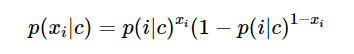 p(x_i|c) = p(i|c)^{x_i}(1 − p(i|c)^{1−x_i}